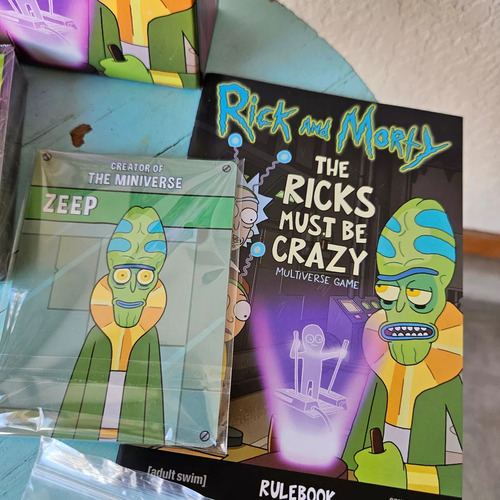 CREATOR OF
THE MINIVERSE
ZEEP
RICK AND MORTY
THE
RICKS
MUST BE
CRAZY
MULTIVERSE GAME
[adult swim]
RULEBOOK